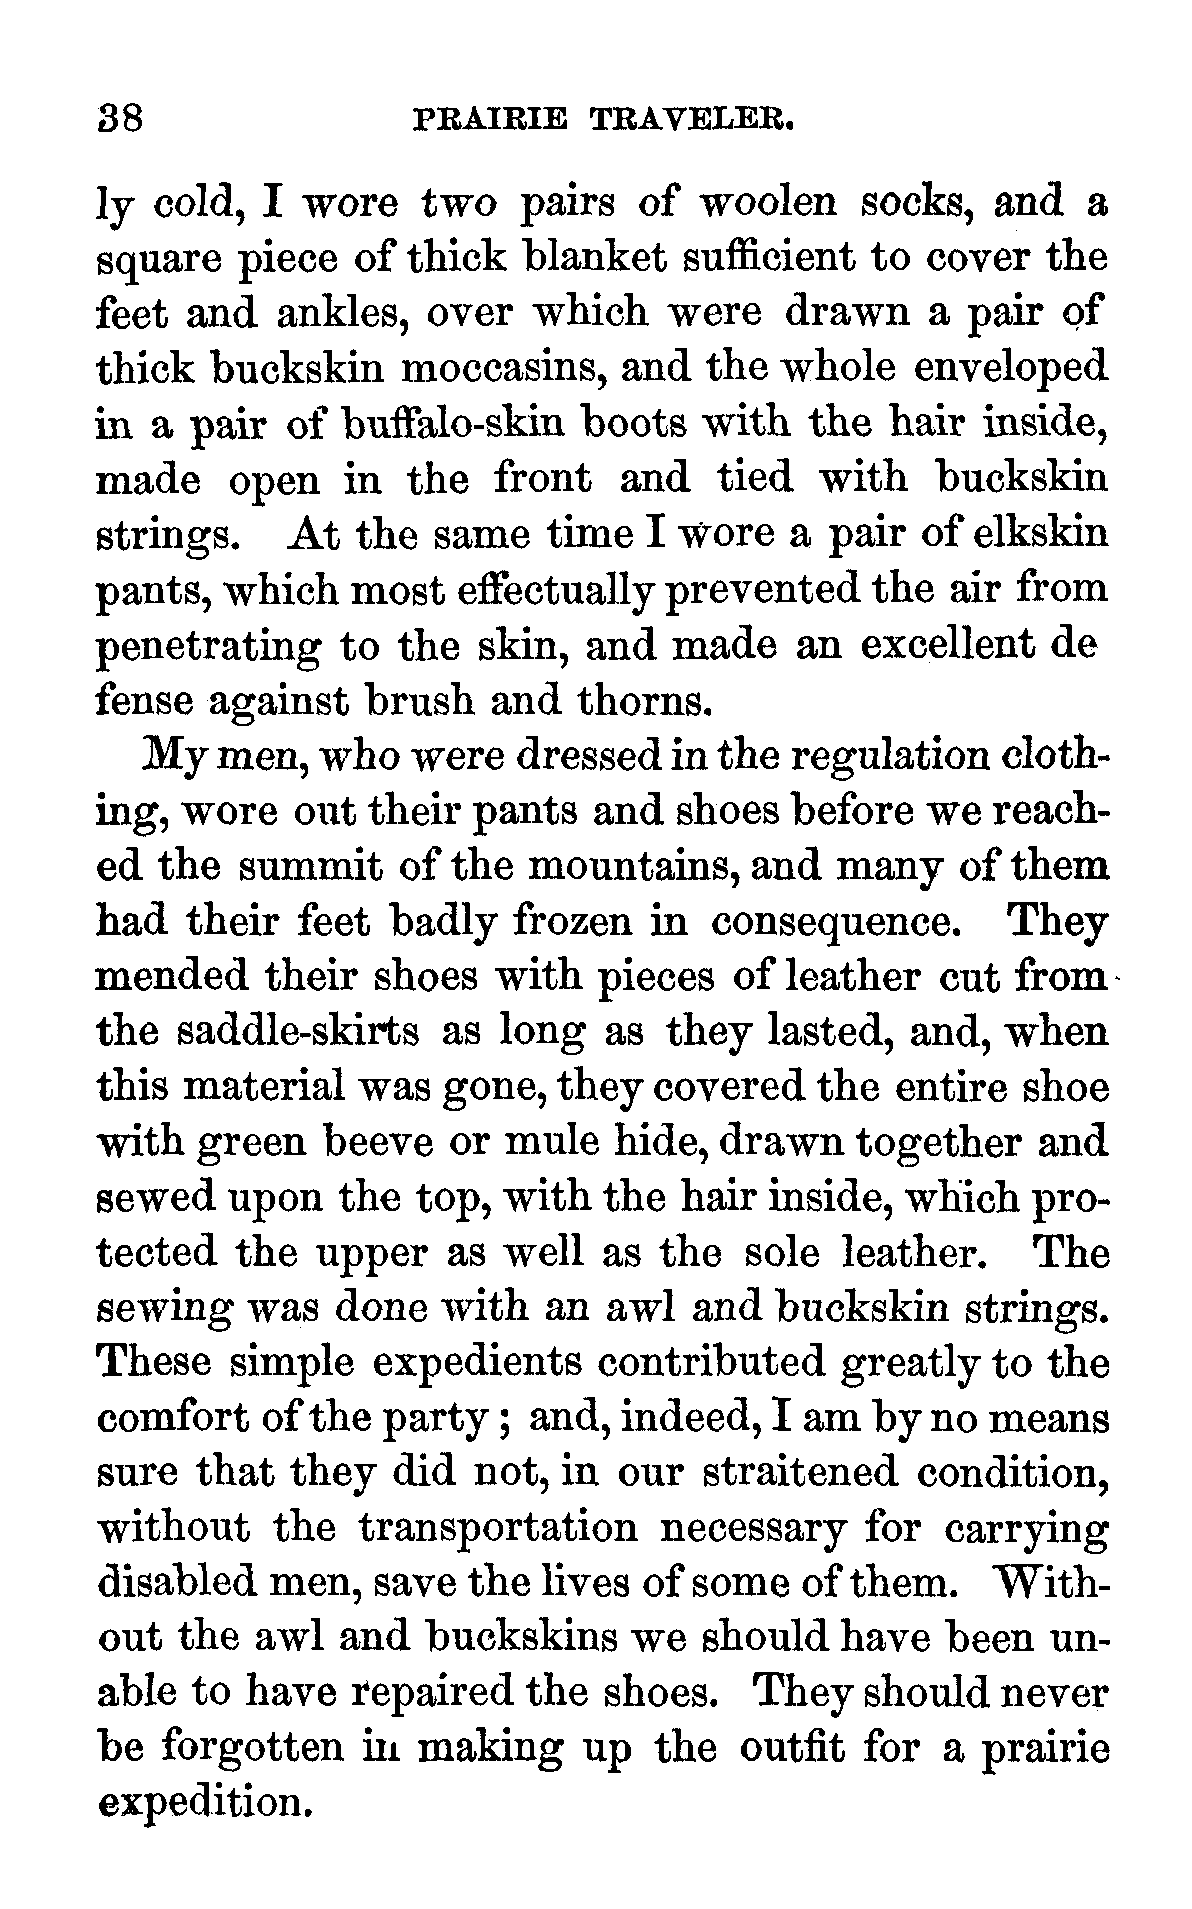 38 PRAIRIE TRAVELER.
ly cold, I wore two pairs of woolen socks, and a
square piece of thick blanket sufficient to cover the
feet and ankles, over which were drawn a pair of
thick buckskin moccasins, and the whole enveloped
in a pair of buffalo-skin boots with the hair inside,
made open in the front and tied with buckskin
strings. At the same time I wore a pair of elkskin
pants, which most effectually prevented the air from
penetrating to the skin, and made an excellent de
fense against brush and thorns.
My men, who were dressed in the regulation cloth-
ing, wore out their pants and shoes before we reach-
ed the summit of the mountains, and many of them
had their feet badly frozen in consequence. They
mended their shoes with pieces of leather cut from
the saddle-skirts as long as they lasted, and, when
this material was gone, they covered the entire shoe
with green beeve or mule hide, drawn together and
sewed upon the top, with the hair inside, which pro-
tected the upper as well as the sole leather. The
sewing was done with an awl and buckskin strings.
These simple expedients contributed greatly to the
comfort of the party; and, indeed, I am by no means
sure that they did not, in our straitened condition,
without the transportation necessary for carrying
disabled men, save the lives of some of them. With-
out the awl and buckskins we should have been un-
able to have repaired the shoes. They should never
be forgotten in making up the outfit for a prairie
expedition.